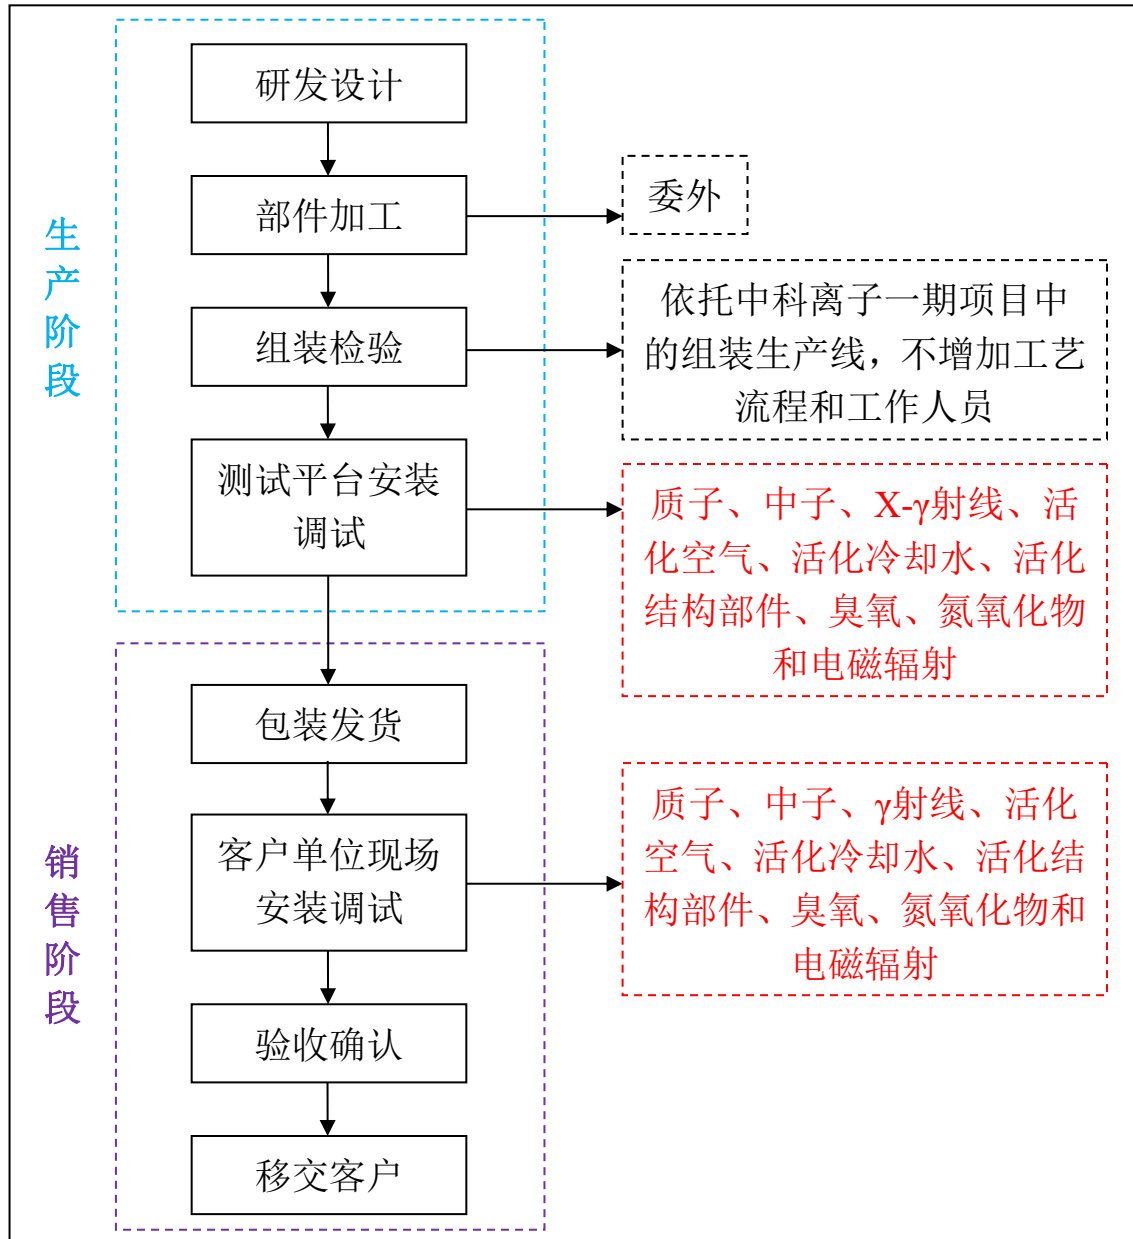 研发设计
部件加工
委外
组装检验
依托中科离子一期项目中
的组装生产线，不增加工艺
流程和工作人员
测试平台安装
调试
质子、中子、X-γ射线、活
化空气、活化冷却水、活化
结构部件、臭氧、氮氧化物
和电磁辐射
生
产
阶
段
包装发货
客户单位现场
安装调试
质子、中子、γ射线、活化
空气、活化冷却水、活化结
构部件、臭氧、氮氧化物和
电磁辐射
验收确认
移交客户
销
售
阶
段